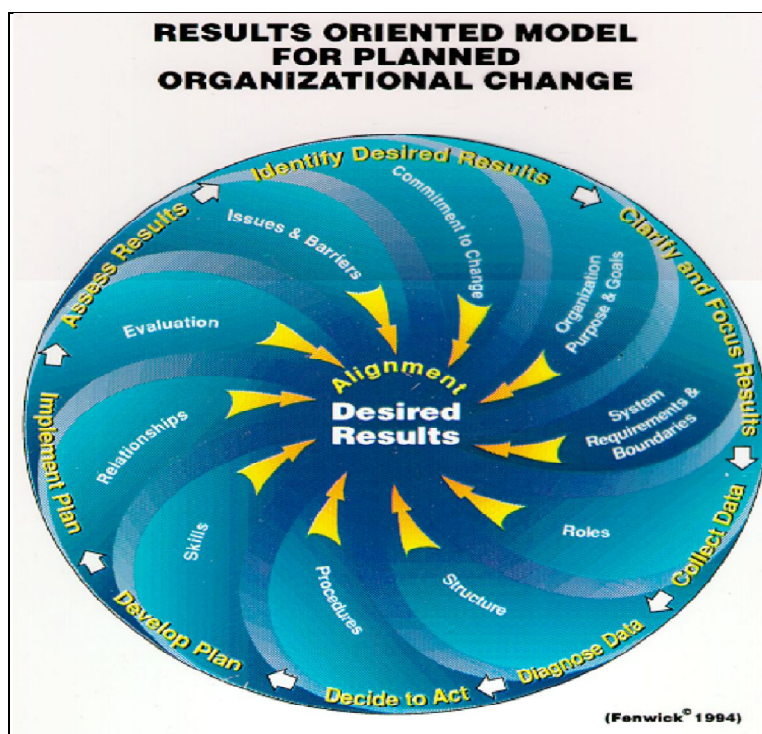 RESULTS ORIENTED MODEL
FOR PLANNED
ORGANIZATIONAL CHANGE
Identify Desired Results
Clarify and Focus Results
Collect Data
Diagnose Data
Decide to Act
Develop Plan
Implement Plan
Assess Results
Commitment to Change
Organization
Purpose & Goals
System
Requirements &
Boundaries
Roles
Structure
Procedures
Skills
Relationships
Evaluation
Issues & Barriers
Alignment
Desired
Results
(Fenwick© 1994)